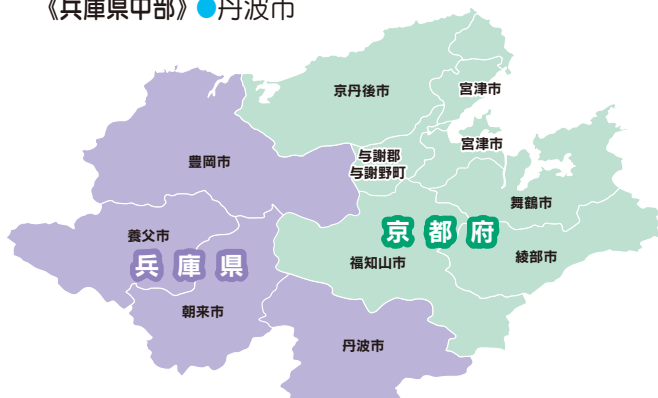 《兵庫県中部》●丹波市
京丹後市
宮津市
宮津市
与謝郡
与謝野町
豊岡市
舞鶴市
養父市
京都府
綾部市
兵庫県
福知山市
朝来市
丹波市